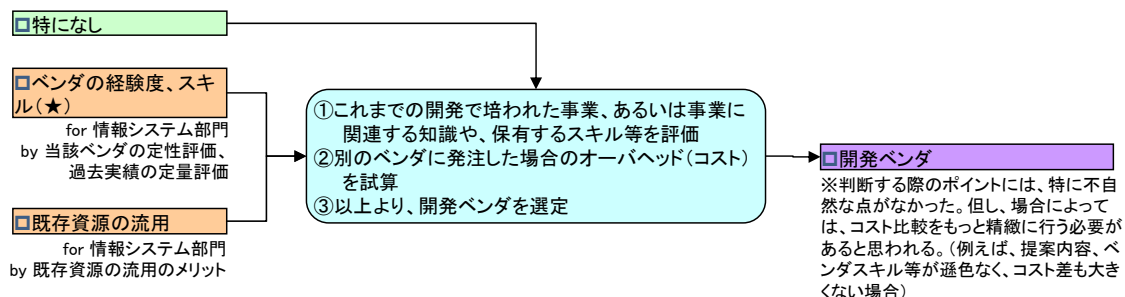 □特になし
□ベンダの経験度、スキ
ル(★)
for 情報システム部門
by 当該ベンダの定性評価、
過去実績の定量評価
□既存資源の流用
for 情報システム部門
by 既存資源の流用のメリット
①これまでの開発で培われた事業、あるいは事業に
関連する知識や、保有するスキル等を評価
②別のベンダに発注した場合のオーバヘッド(コスト)
を試算
③以上より、開発ベンダを選定
□開発ベンダ
※判断する際のポイントには、特に不自
然な点がなかった。但し、場合によって
は、コスト比較をもっと精緻に行う必要が
あると思われる。(例えば、提案内容、ベ
ンダスキル等が遜色なく、コスト差も大き
くない場合)